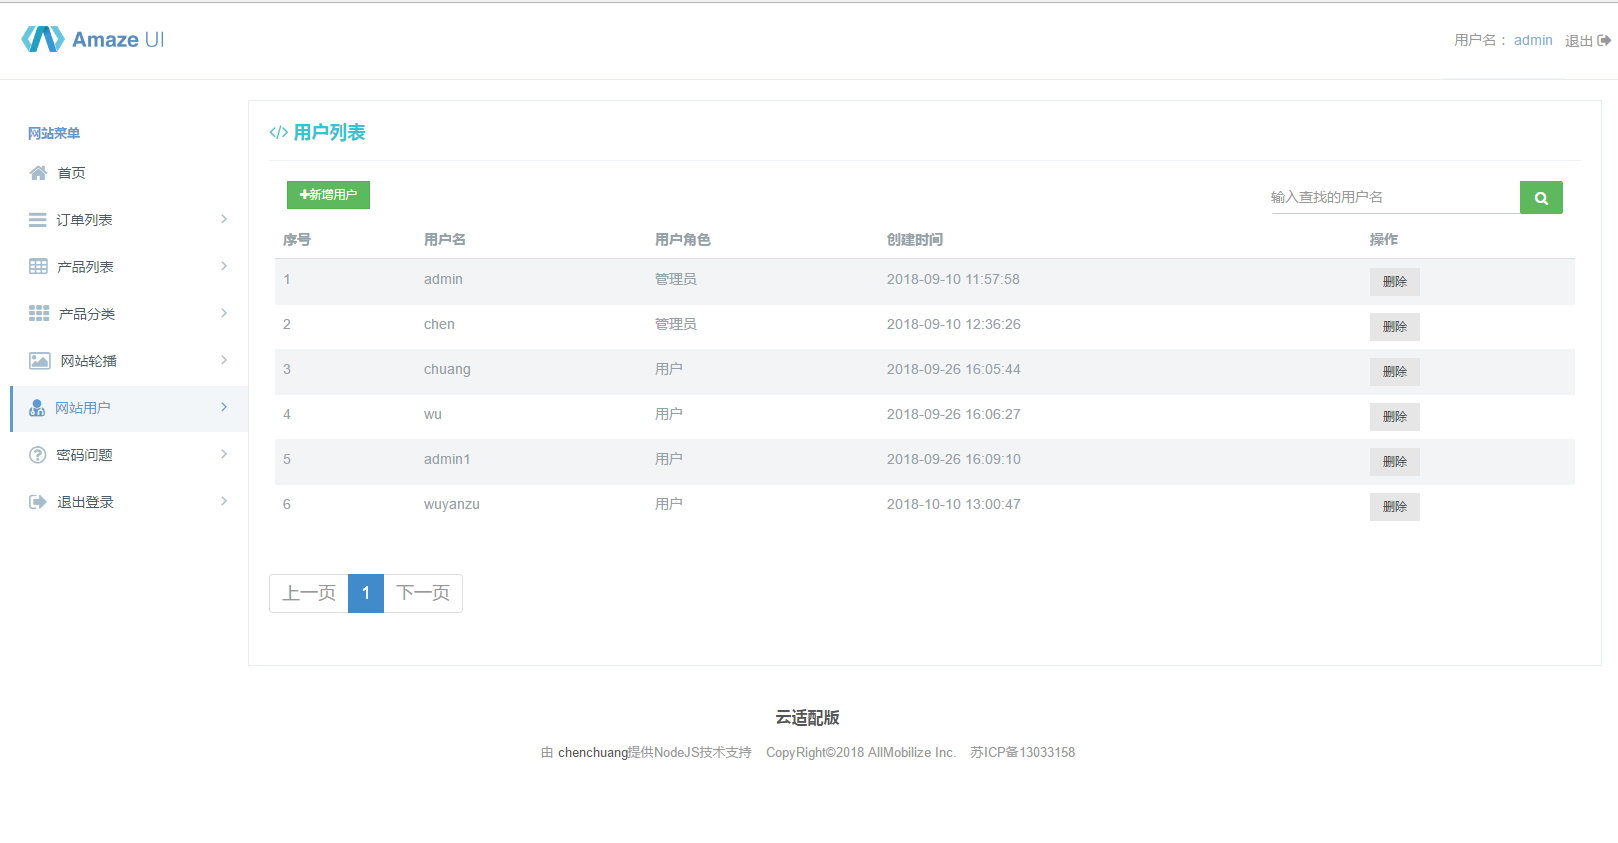 Amaze UI
用户名： admin 退出
网站菜单
首页
订单列表
产品列表
产品分类
网站轮播
网站用户
密码问题
退出登录
</> 用户列表
新增用户
输入查找的用户名
序号 用户名 用户角色 创建时间 操作
1 admin 管理员 2018-09-10 11:57:58 删除
2 chen 管理员 2018-09-10 12:36:26 删除
3 chuang 用户 2018-09-26 16:05:44 删除
4 wu 用户 2018-09-26 16:06:27 删除
5 admin1 用户 2018-09-26 16:09:10 删除
6 wuyanzu 用户 2018-10-10 13:00:47 删除
上一页 1 下一页
云适配版
由 chenchuang提供NodeJS技术支持 CopyRight©2018 AllMobilize Inc. 苏ICP备13033158